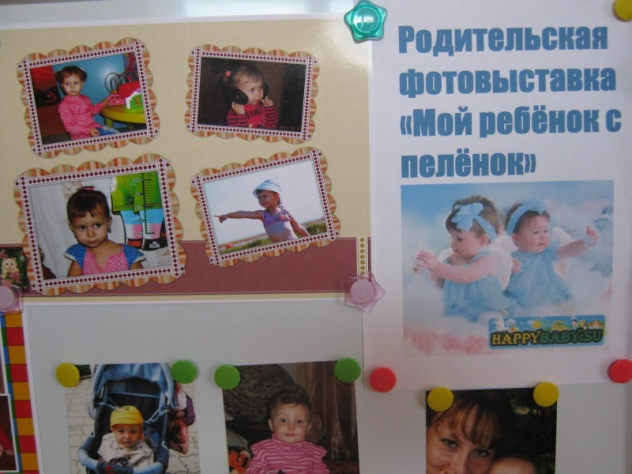 Родительская
фотовыставка
«Мой ребёнок с
пелёнок»
HAPPYBABY.SU